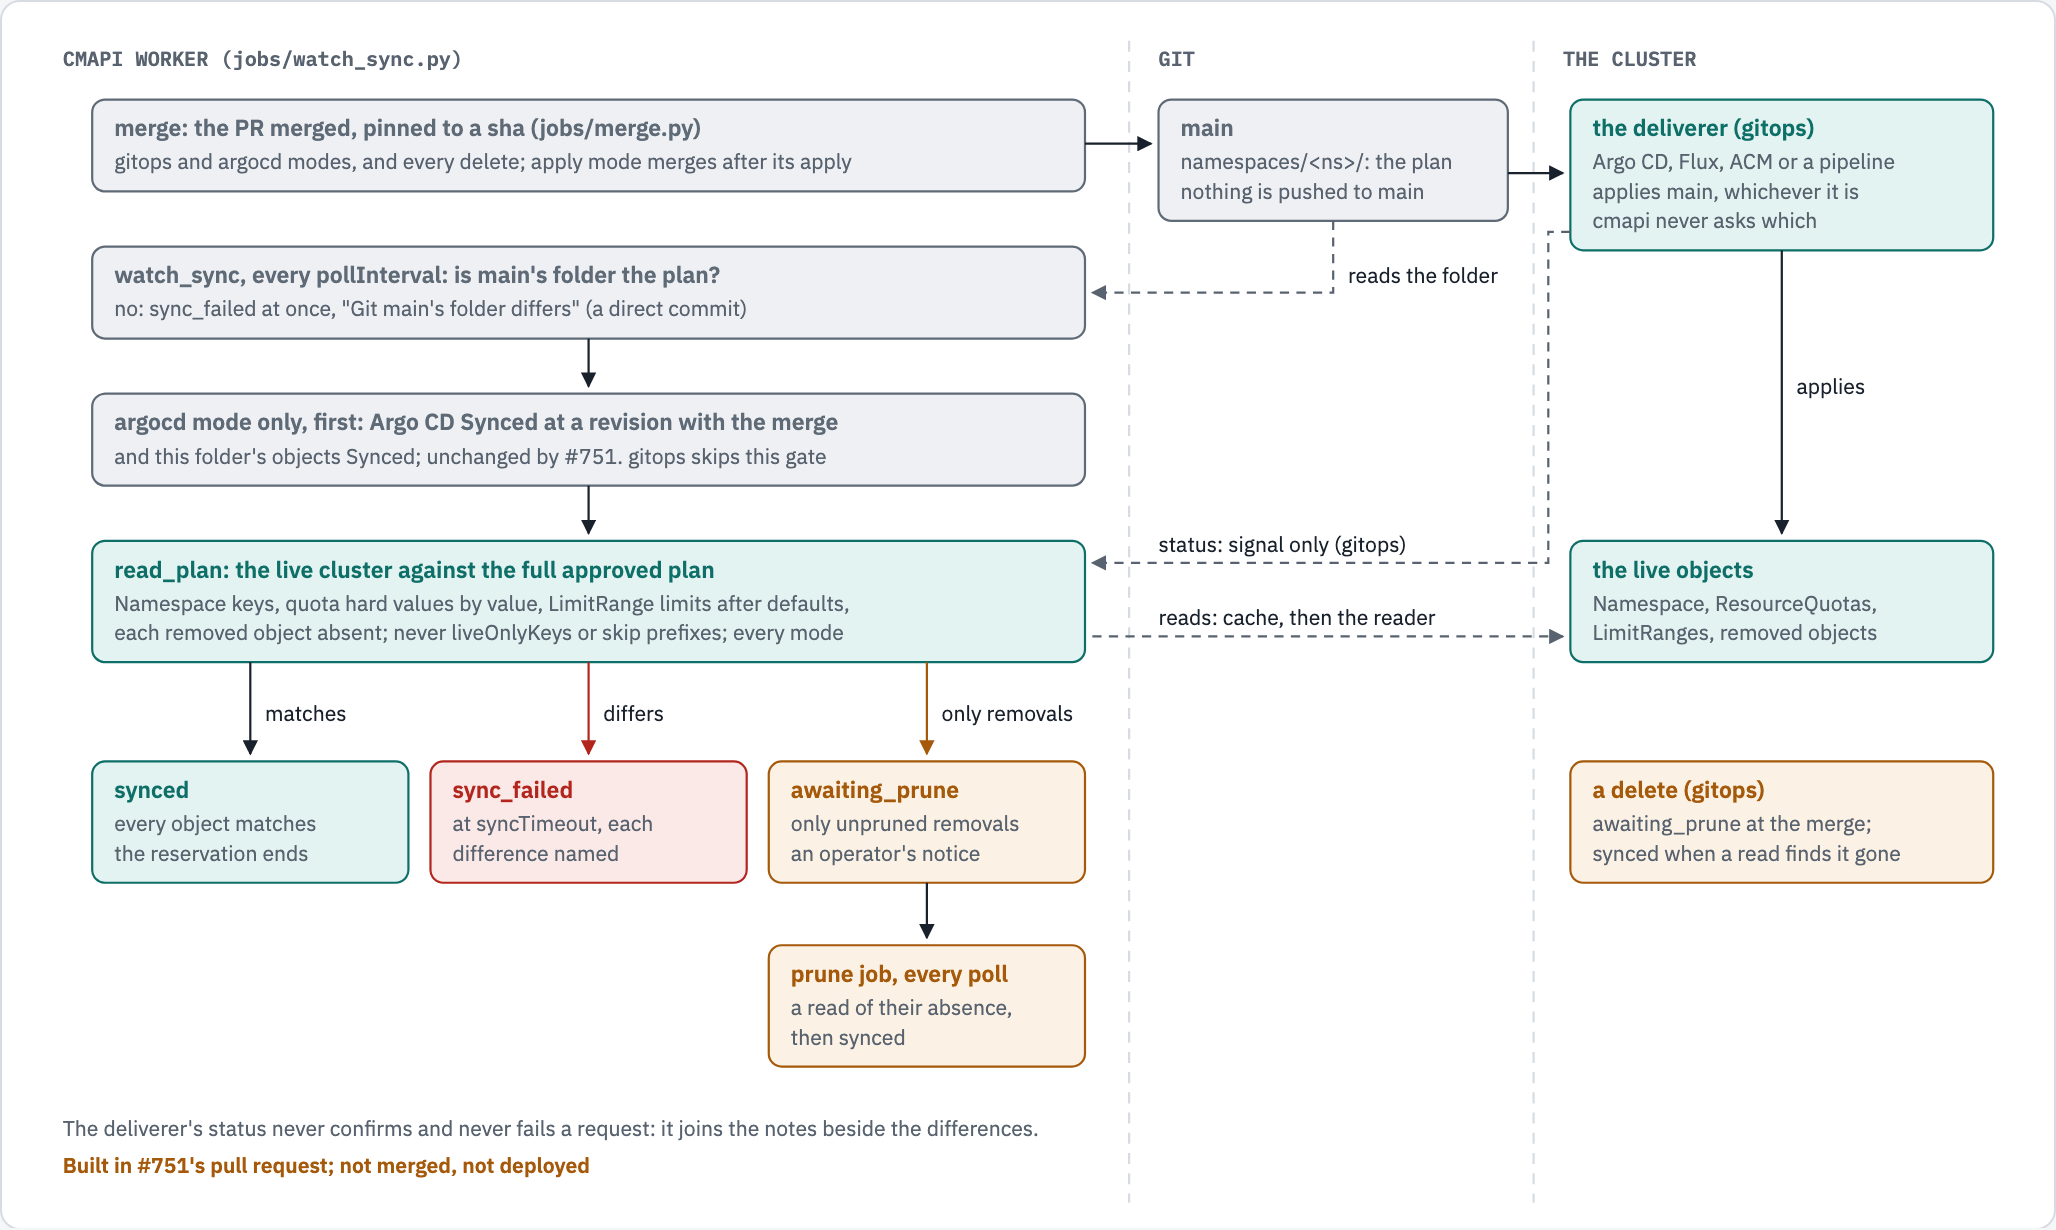 CMAPI WORKER (jobs/watch_sync.py)
GIT
THE CLUSTER
merge: the PR merged, pinned to a sha (jobs/merge.py)
gitops and argocd modes, and every delete; apply mode merges after its apply
main
namespaces/<ns>/: the plan
nothing is pushed to main
the deliverer (gitops)
Argo CD, Flux, ACM or a pipeline
applies main, whichever it is
cmapi never asks which
watch_sync, every pollInterval: is main's folder the plan?
no: sync_failed at once, "Git main's folder differs" (a direct commit)
reads the folder
applies
argocd mode only, first: Argo CD Synced at a revision with the merge
and this folder's objects Synced; unchanged by #751. gitops skips this gate
status: signal only (gitops)
read_plan: the live cluster against the full approved plan
Namespace keys, quota hard values by value, LimitRange limits after defaults,
each removed object absent; never liveOnlyKeys or skip prefixes; every mode
reads: cache, then the reader
the live objects
Namespace, ResourceQuotas,
LimitRanges, removed objects
matches
differs
only removals
synced
every object matches
the reservation ends
sync_failed
at syncTimeout, each
difference named
awaiting_prune
only unpruned removals
an operator's notice
a delete (gitops)
awaiting_prune at the merge;
synced when a read finds it gone
prune job, every poll
a read of their absence,
then synced
The deliverer's status never confirms and never fails a request: it joins the notes beside the differences.
Built in #751's pull request; not merged, not deployed